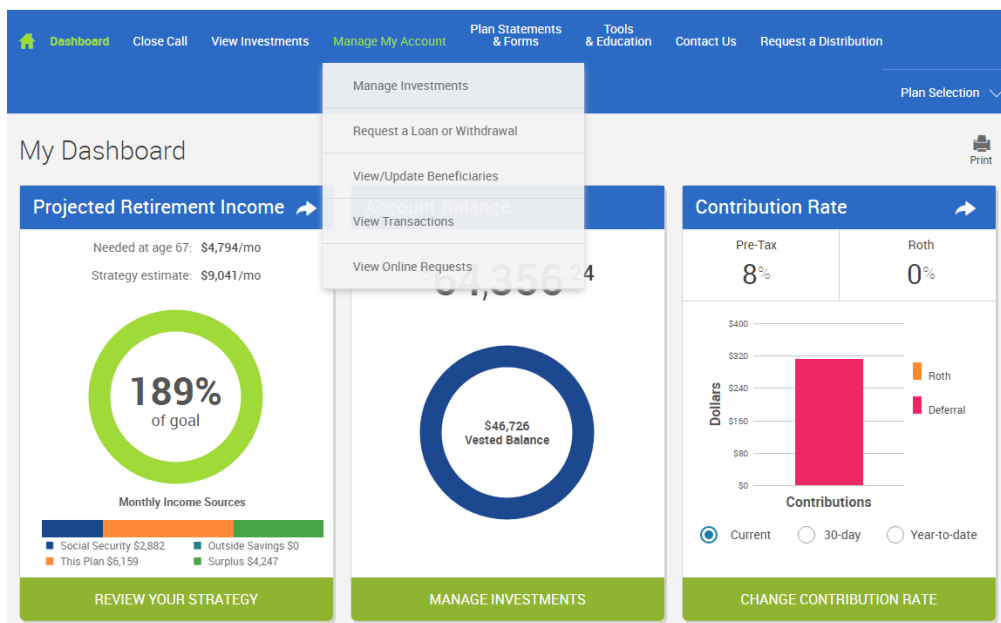 Dashboard
Close Call
View Investments
Manage My Account
Plan Statements
& Forms
Tools
& Education
Contact Us
Request a Distribution
Plan Selection
Manage Investments
Request a Loan or Withdrawal
View/Update Beneficiaries
View Transactions
View Online Requests
My Dashboard
Print
Projected Retirement Income
Needed at age 67: $4,794/mo
Strategy estimate: $9,041/mo
189%
of goal
Monthly Income Sources
Social Security $2,882
Outside Savings $0
This Plan $6,159
Surplus $4,247
REVIEW YOUR STRATEGY
Account Balance
$64,356.24
$46,726
Vested Balance
MANAGE INVESTMENTS
Contribution Rate
Pre-Tax
Roth
8%
0%
$400
$320
$240
$160
$80
$0
Dollars
Contributions
Roth
Deferral
Current
30-day
Year-to-date
CHANGE CONTRIBUTION RATE